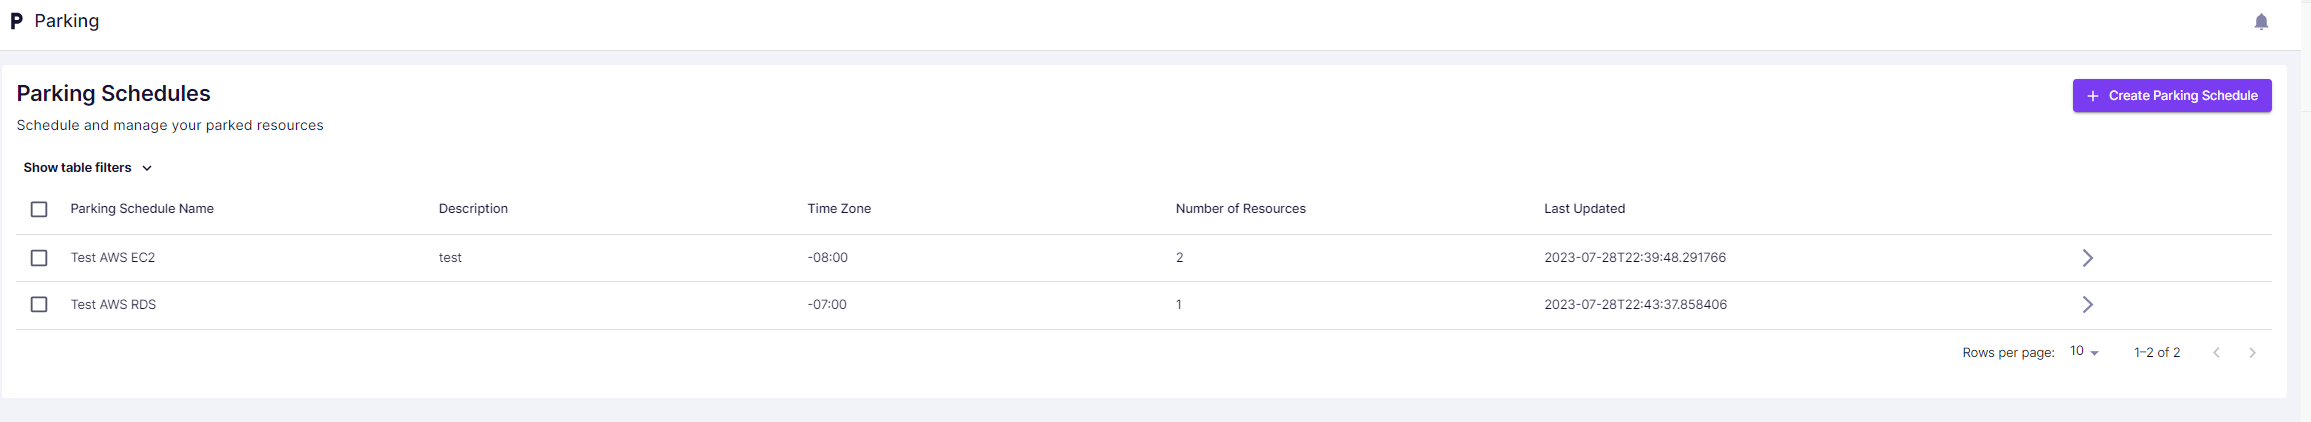 P Parking
Parking Schedules
+ Create Parking Schedule
Schedule and manage your parked resources
Show table filters
Parking Schedule Name Description Time Zone Number of Resources Last Updated
Test AWS EC2 test -08:00 2 2023-07-28T22:39:48.291766
Test AWS RDS -07:00 1 2023-07-28T22:43:37.858406
Rows per page: 10 1–2 of 2